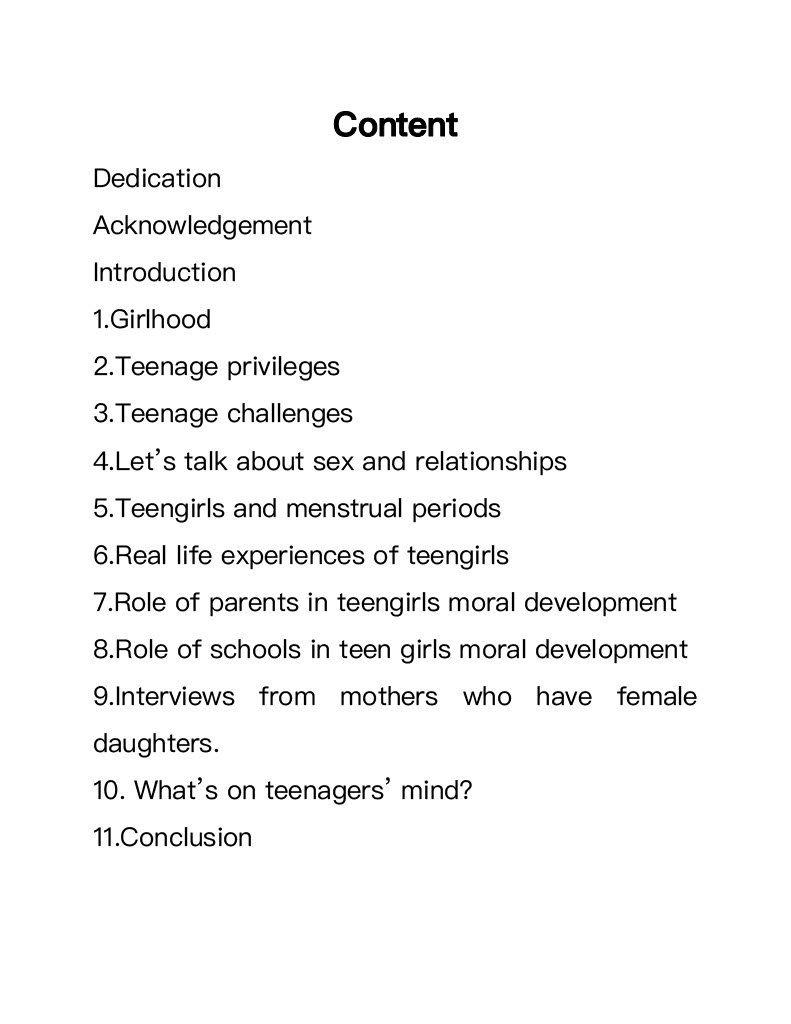 Content
Dedication
Acknowledgement
Introduction
1.Girlhood
2.Teenage privileges
3.Teenage challenges
4.Let’s talk about sex and relationships
5.Teengirls and menstrual periods
6.Real life experiences of teengirls
7.Role of parents in teengirls moral development
8.Role of schools in teen girls moral development
9.Interviews from mothers who have female
daughters.
10. What’s on teenagers’ mind?
11.Conclusion